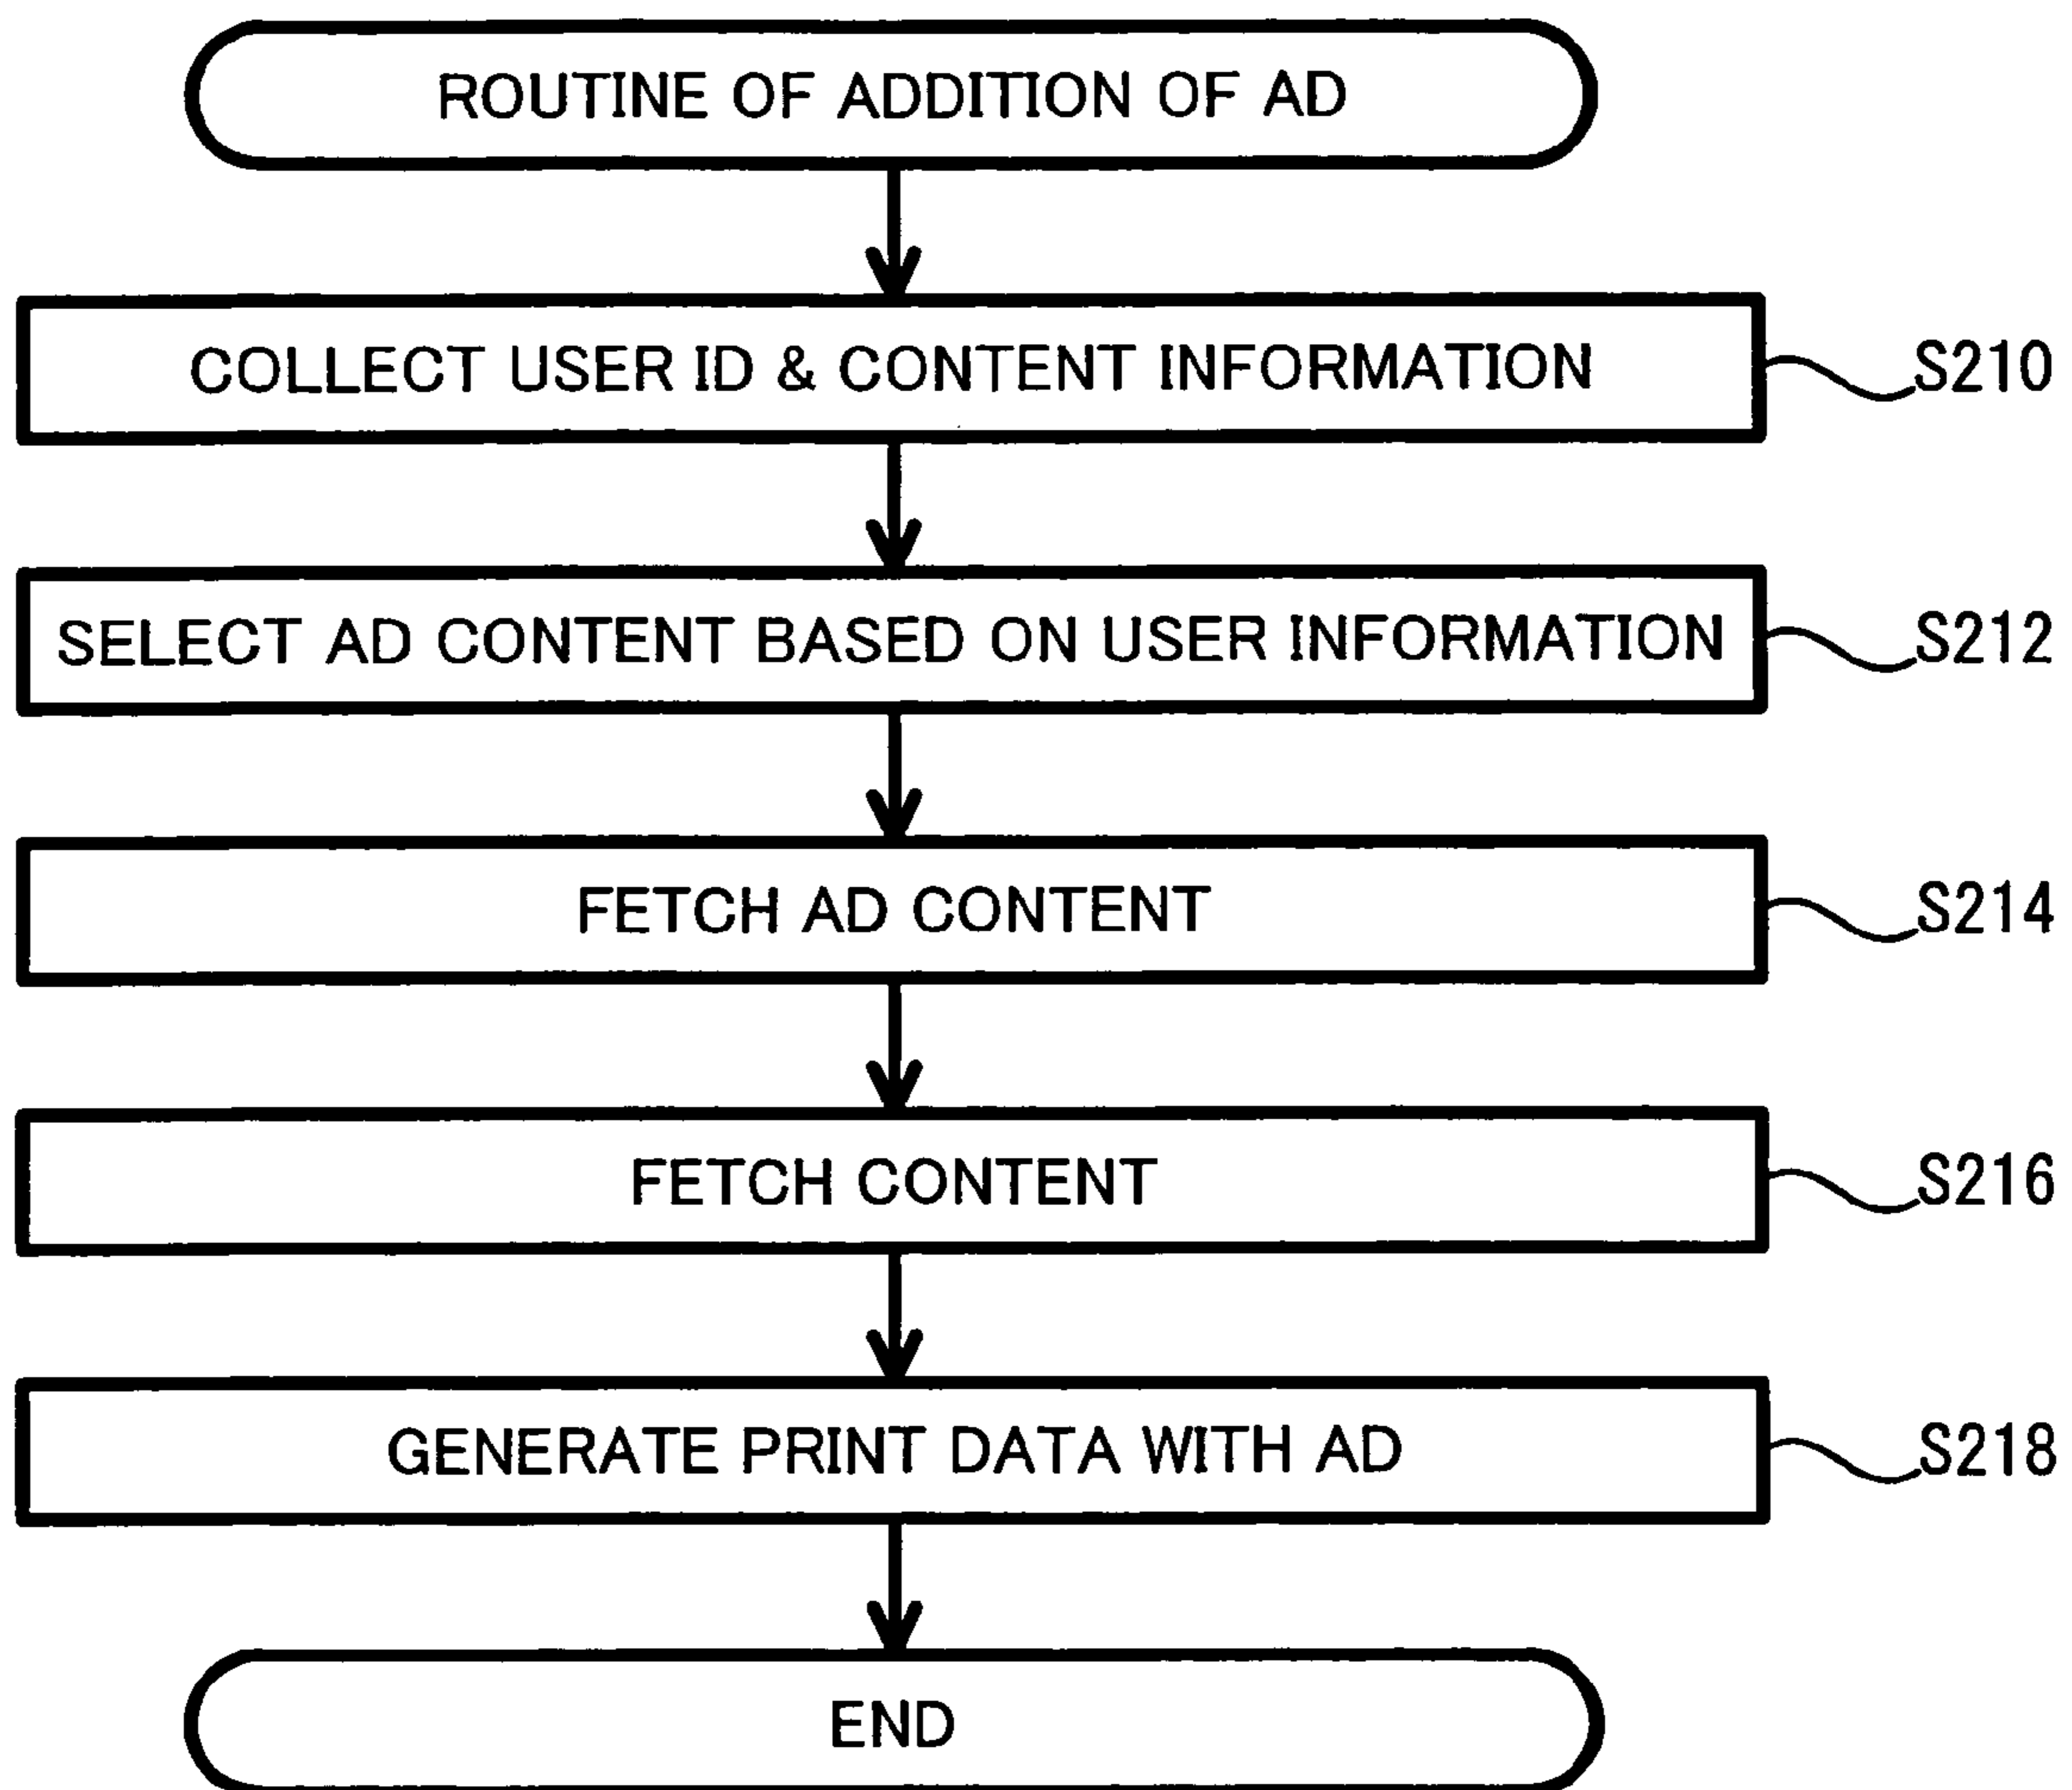 ROUTINE OF ADDITION OF AD
COLLECT USER ID & CONTENT INFORMATION
S210
SELECT AD CONTENT BASED ON USER INFORMATION
S212
FETCH AD CONTENT
S214
FETCH CONTENT
S216
GENERATE PRINT DATA WITH AD
S218
END